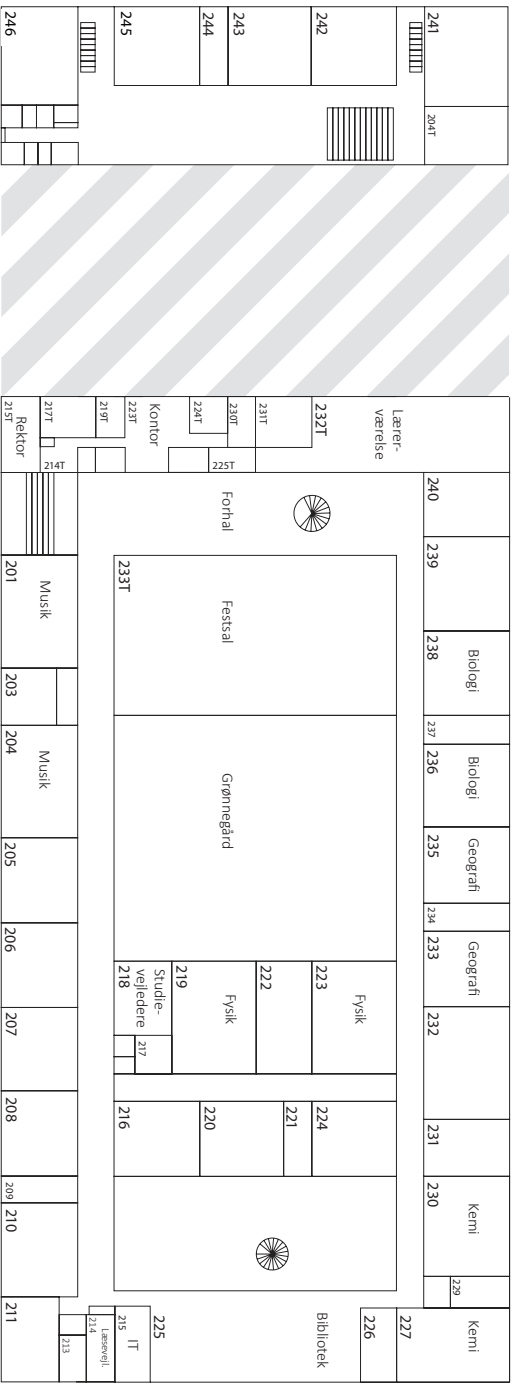 246
245
244
243
242
241
204T
Rektor
215T
217T
214T
219T
223T
Kontor
224T
225T
230T
231T
232T
Lærer-
værelse
Forhal
240
239
Biologi
238
237
Biologi
236
Geografi
235
234
Geografi
233
232
231
Kemi
230
229
Kemi
227
226
Bibliotek
225
IT
215
Læsevejl.
214
213
211
210
209
208
207
206
205
Musik
204
203
Musik
201
Festsal
233T
Grønnegård
Studie-
vejledere
218
217
Fysik
219
222
Fysik
223
216
220
221
224